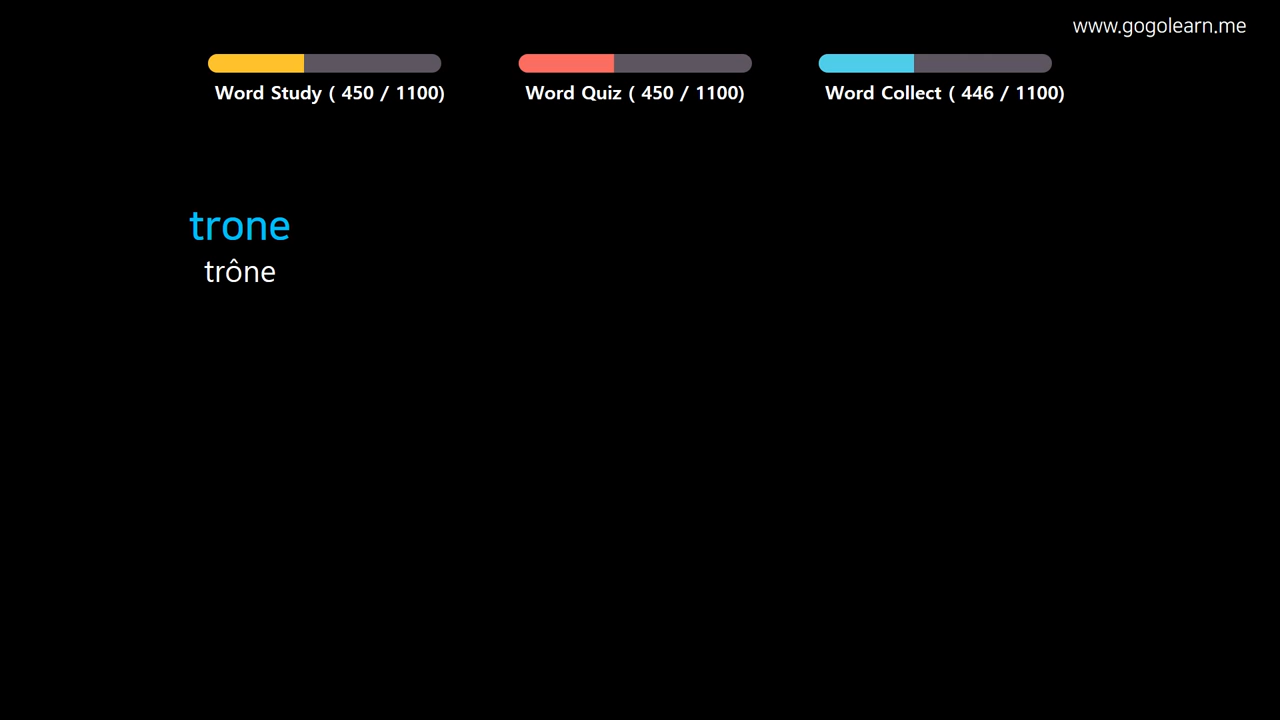 www.gogolearn.me
Word Study ( 450 / 1100)
Word Quiz ( 450 / 1100)
Word Collect ( 446 / 1100)
trone
trône